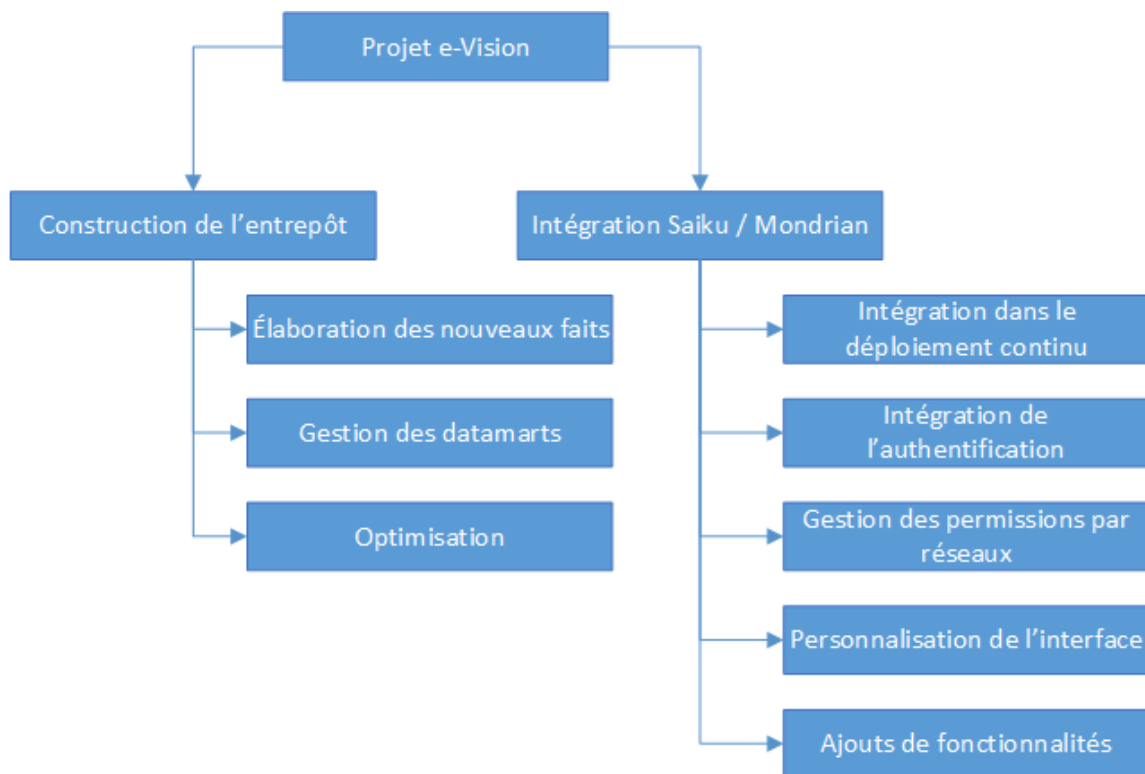 Projet e-Vision
Construction de l'entrepôt
Intégration Saiku / Mondrian
Élaboration des nouveaux faits
Gestion des datamarts
Optimisation
Intégration dans le
déploiement continu
Intégration de
l'authentification
Gestion des permissions par
réseaux
Personnalisation de l'interface
Ajouts de fonctionnalités